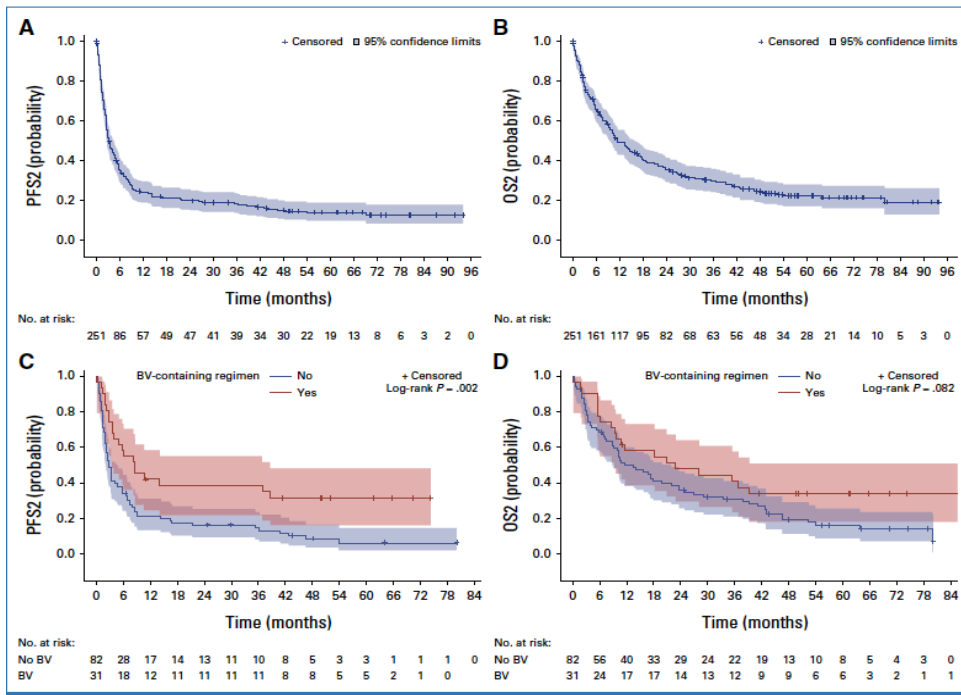 A
+ Censored 95% confidence limits
PFS2 (probability)
1.0
0.8
0.6
0.4
0.2
0.0
0 6 12 18 24 30 36 42 48 54 60 66 72 78 84 90 96
Time (months)
No. at risk:
251 86 57 49 47 41 39 34 30 22 19 13 8 6 3 2 0
B
+ Censored 95% confidence limits
OS2 (probability)
1.0
0.8
0.6
0.4
0.2
0.0
0 6 12 18 24 30 36 42 48 54 60 66 72 78 84 90 96
Time (months)
No. at risk:
251 161 117 95 82 68 63 56 48 34 28 21 14 10 5 3 0
C
BV-containing regimen No + Censored
Yes Log-rank P = .002
PFS2 (probability)
1.0
0.8
0.6
0.4
0.2
0.0
0 6 12 18 24 30 36 42 48 54 60 66 72 78 84
Time (months)
No. at risk:
No BV 82 28 17 14 13 11 10 8 5 3 3 1 1 1 0
BV 31 18 12 11 11 11 11 8 8 5 5 2 1 0
D
BV-containing regimen No + Censored
Yes Log-rank P = .082
OS2 (probability)
1.0
0.8
0.6
0.4
0.2
0.0
0 6 12 18 24 30 36 42 48 54 60 66 72 78 84
Time (months)
No. at risk:
No BV 82 56 40 33 29 24 22 19 13 10 8 5 4 3 0
BV 31 24 17 17 14 13 12 9 9 6 6 3 2 1 1